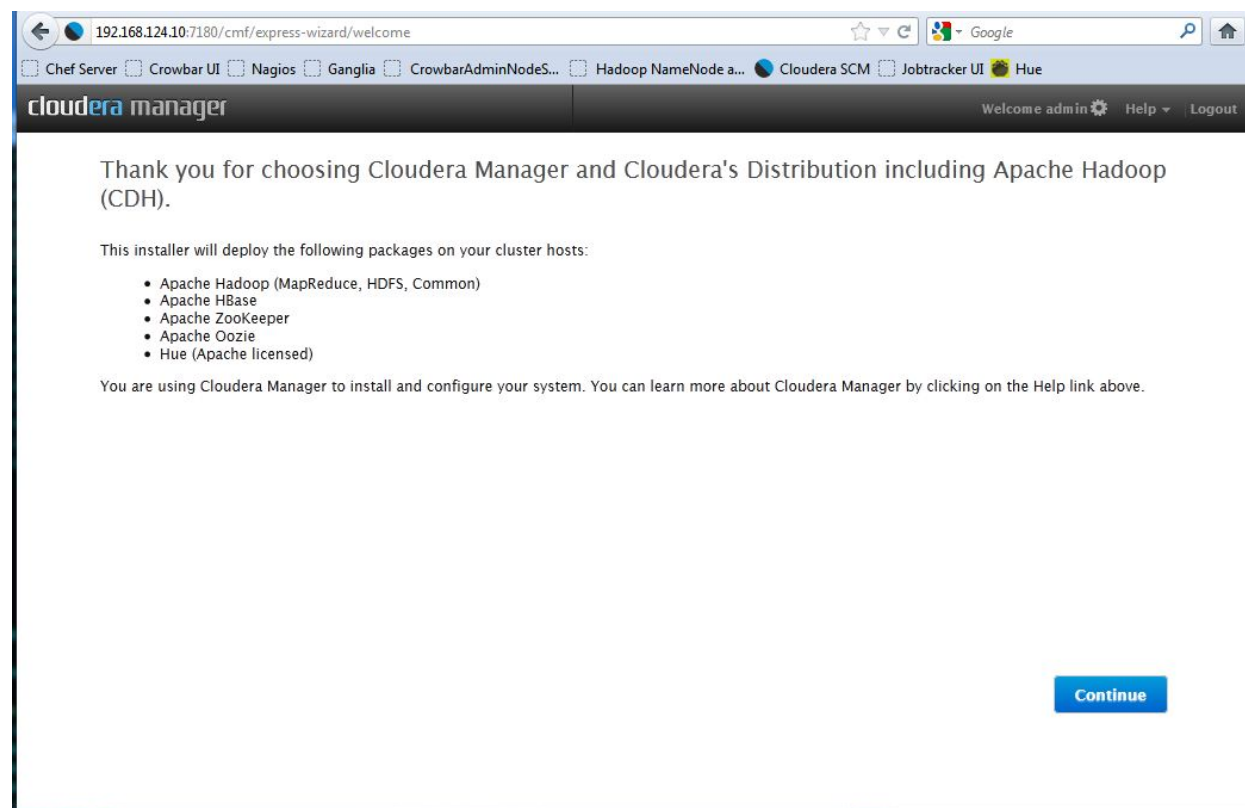 192.168.124.10:7180/cmf/express-wizard/welcome
Google
Chef Server Crowbar UI Nagios Ganglia CrowbarAdminNodeS... Hadoop NameNode a... Cloudera SCM Jobtracker UI Hue
cloudera manager
Welcome admin Help Logout
Thank you for choosing Cloudera Manager and Cloudera's Distribution including Apache Hadoop
(CDH).
This installer will deploy the following packages on your cluster hosts:
• Apache Hadoop (MapReduce, HDFS, Common)
• Apache HBase
• Apache ZooKeeper
• Apache Oozie
• Hue (Apache licensed)
You are using Cloudera Manager to install and configure your system. You can learn more about Cloudera Manager by clicking on the Help link above.
Continue